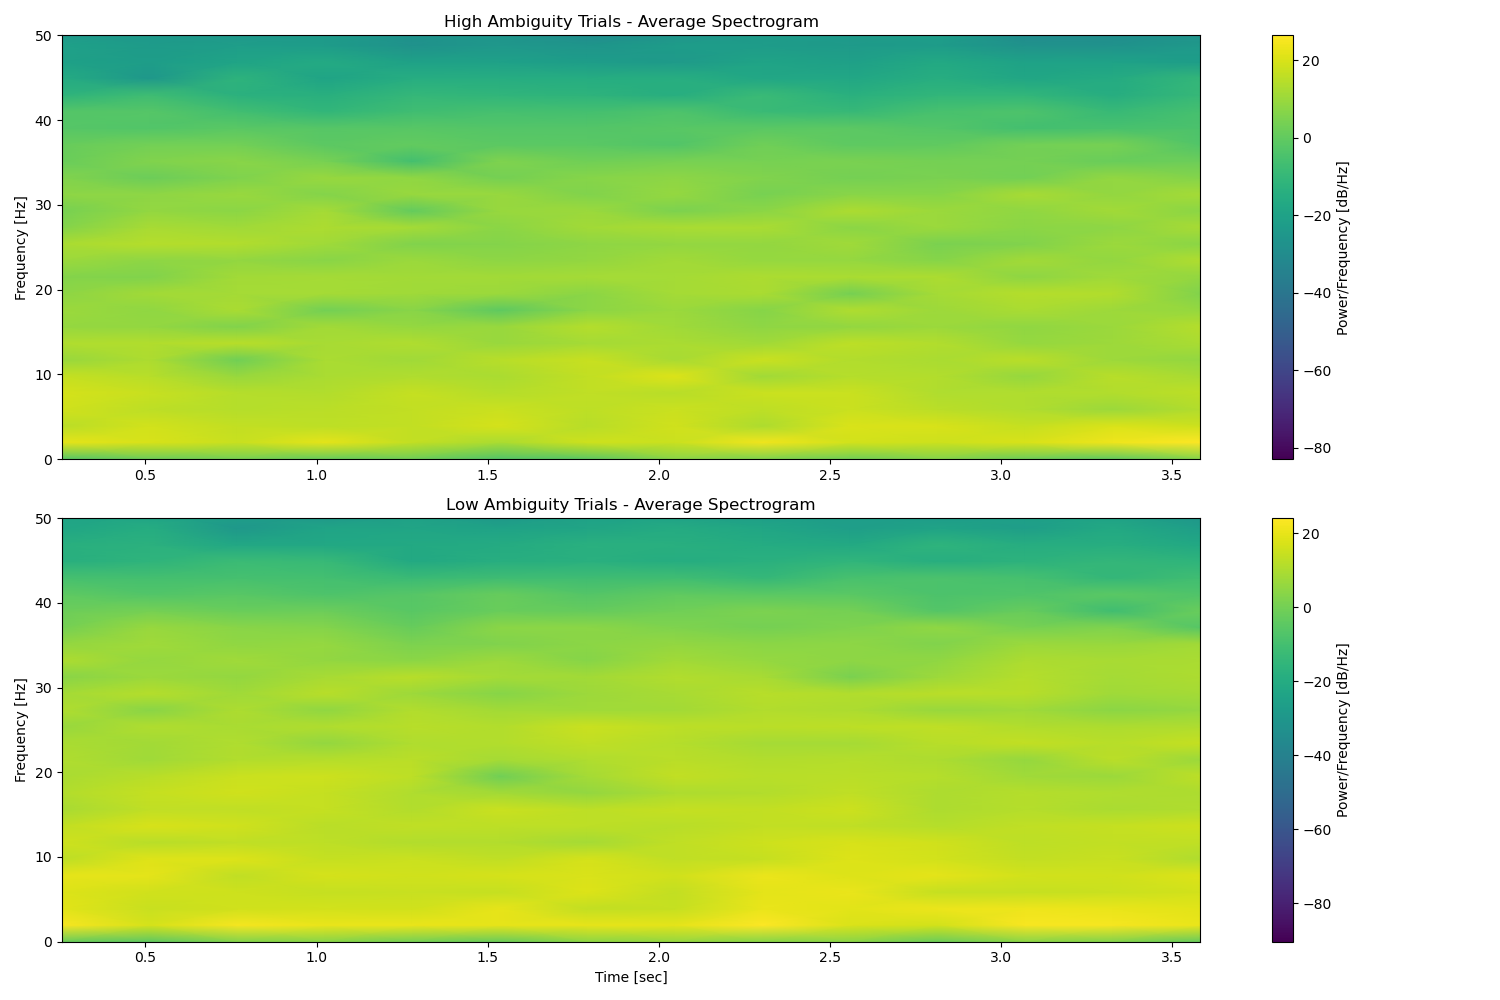 High Ambiguity Trials - Average Spectrogram
50
40
30
20
10
0
Frequency [Hz]
0.5 1.0 1.5 2.0 2.5 3.0 3.5
20
0
−20
−40
−60
−80
Power/Frequency [dB/Hz]
Low Ambiguity Trials - Average Spectrogram
50
40
30
20
10
0
Frequency [Hz]
0.5 1.0 1.5 2.0 2.5 3.0 3.5
Time [sec]
20
0
−20
−40
−60
−80
Power/Frequency [dB/Hz]